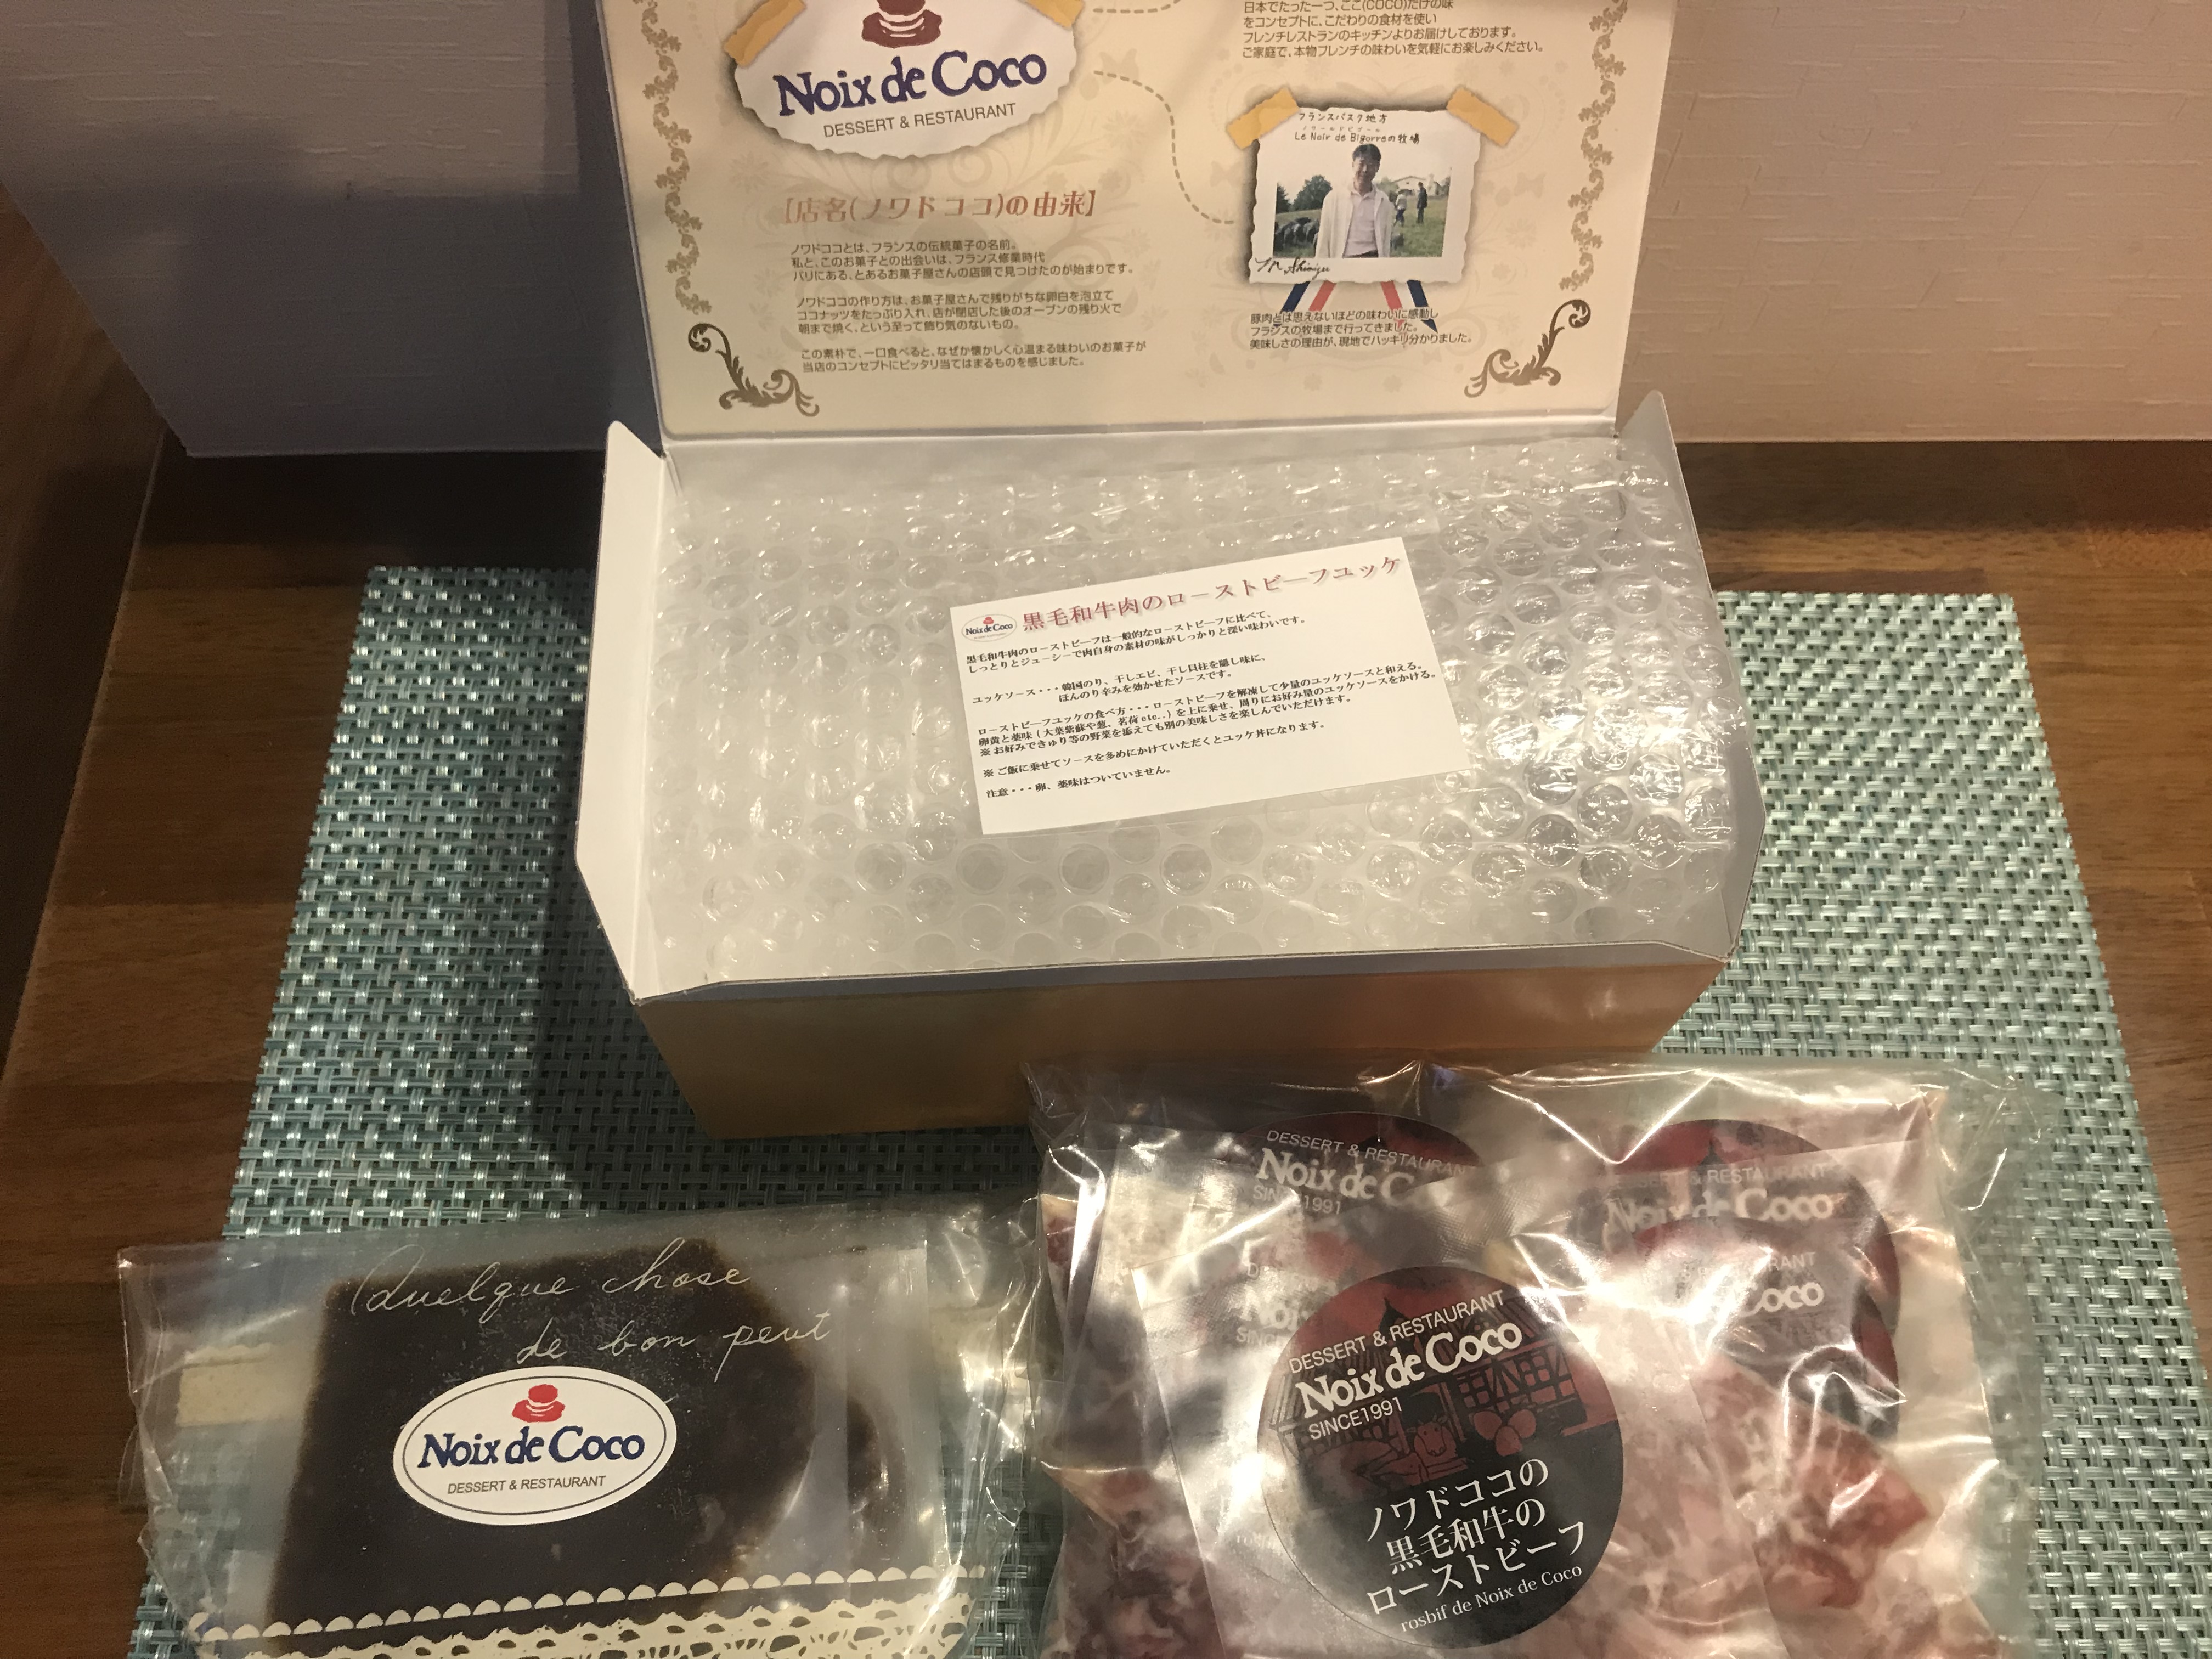 Noix de Coco
DESSERT & RESTAURANT
[店名(ノワドココ)の由来]
ノワドココとは、フランスの伝統菓子の名前。
私と、このお菓子との出会いは、フランス修業時代
パリにある、とあるお菓子屋さんの店頭で見つけたのが始まりです。
ノワドココの作り方は、お菓子屋さんで残りがちな卵白を泡立て
ココナッツをたっぷり入れ、店が閉店した後のオーブンの残り火で
朝まで焼く、という至って飾り気のないもの。
この素朴で、一口食べると、なぜか懐かしく心温まる味わいのお菓子が
当店のコンセプトにピッタリ当てはまるものを感じました。
日本でたった一つ、ここ(COCO)だけの味
をコンセプトに、こだわりの食材を使い
フレンチレストランのキッチンよりお届けしております。
ご家庭で、本物フレンチの味わいを気軽にお楽しみください。
フランスバスク地方
Le Noir de Bigorreの牧場
豚肉とは思えないほどの味わいに感動し
フランスの牧場まで行ってきました。
美味しさの理由が、現地でハッキリ分かりました。
Noix de Coco
黒毛和牛肉のローストビーフユッケ
黒毛和牛肉のローストビーフは一般的なローストビーフに比べて、
しっとりとジューシーで肉自身の素材の味がしっかりと深い味わいです。
ユッケソース・・・韓国のり、干しエビ、干し貝柱を隠し味に、
ほんのり辛みを効かせたソースです。
ローストビーフユッケの食べ方・・・ローストビーフを解凍して少量のユッケソースと和える。
卵黄と薬味(大葉紫蘇や葱、茗荷etc..)を上に乗せ、周りにお好み量のユッケソースをかける。
※お好みできゅり等の野菜を添えても別の美味しさを楽しんでいただけます。
※ご飯に乗せてソースを多めにかけていただくとユッケ丼になります。
注意・・・卵、薬味はついていません。
Quelque chose
de bon peut
Noix de Coco
DESSERT & RESTAURANT
DESSERT & RESTAURAN
Noix de C
1991
DESSERT & RESTAURANT
Noix de Coco
RANT
Coco
DESSERT & RESTAURANT
Noix de Coco
SINCE1991
ノワドココの
黒毛和牛の
ローストビーフ
rosbif de Noix de Coco